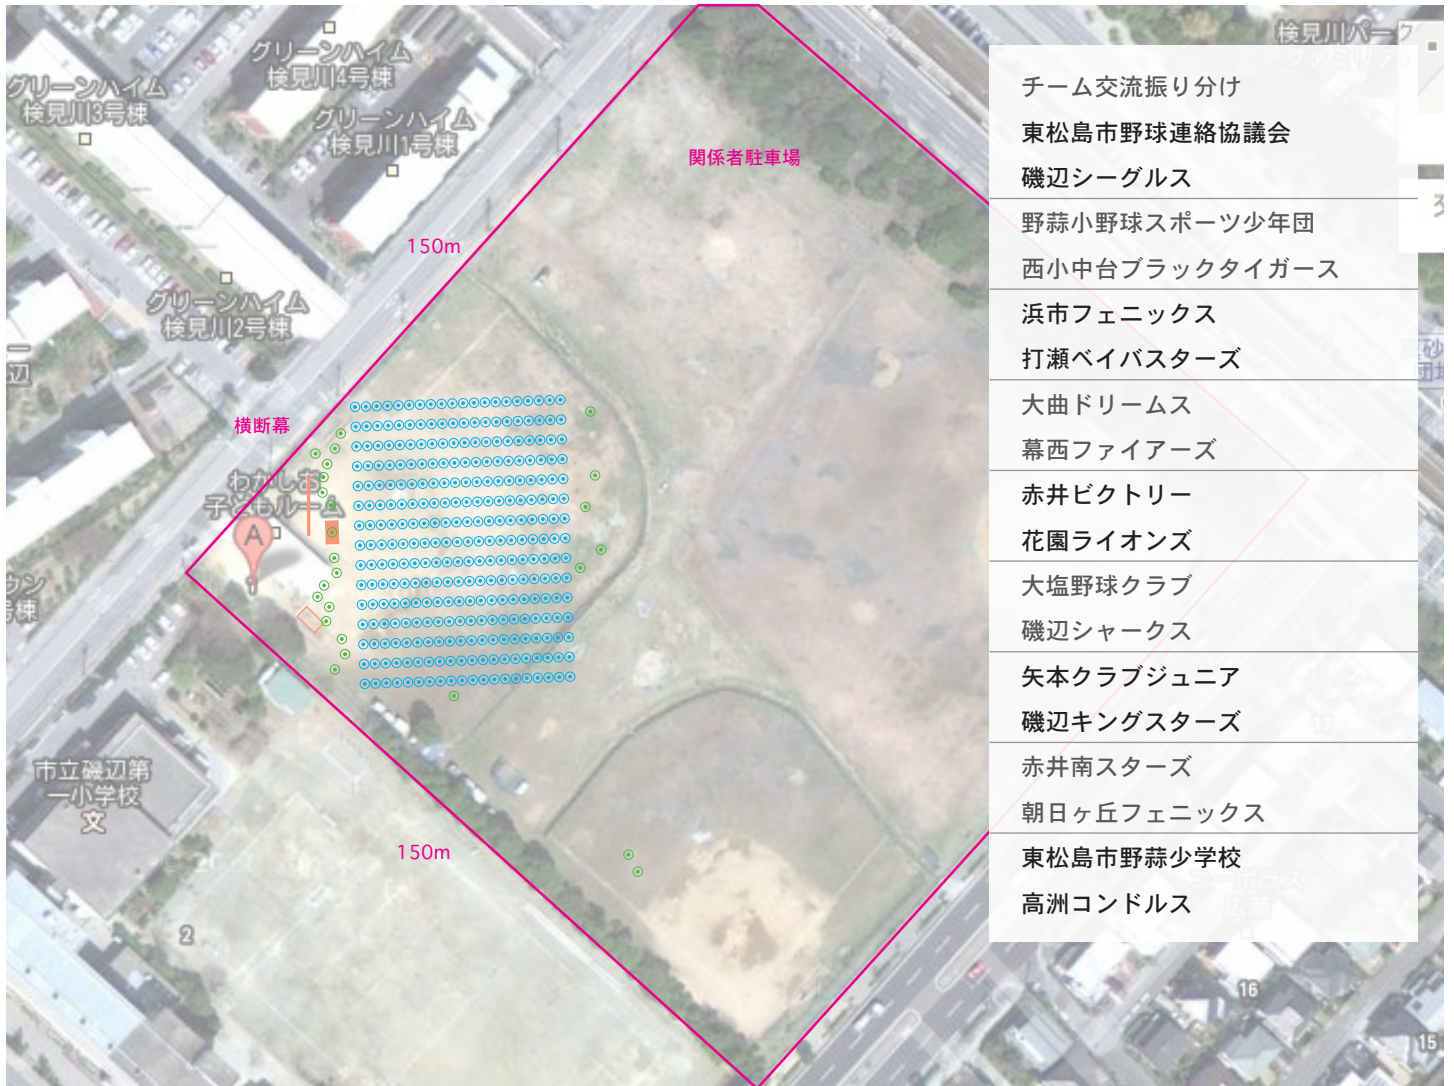 グリーンハイム
検見川4号棟
グリーンハイム
検見川3号棟
グリーンハイム
検見川1号棟
グリーンハイム
検見川2号棟
検見川パーク
関係者駐車場
150m
横断幕
わかしお
子どもルーム
A
市立磯辺第
一小学校
文
150m
2
チーム交流振り分け
東松島市野球連絡協議会
磯辺シーグルス
野蒜小野球スポーツ少年団
西小中台ブラックタイガース
浜市フェニックス
打瀬ベイバスターズ
大曲ドリームス
幕西ファイアーズ
赤井ビクトリー
花園ライオンズ
大塩野球クラブ
磯辺シャークス
矢本クラブジュニア
磯辺キングスターズ
赤井南スターズ
朝日ヶ丘フェニックス
東松島市野蒜少学校
高洲コンドルス
17
16
15